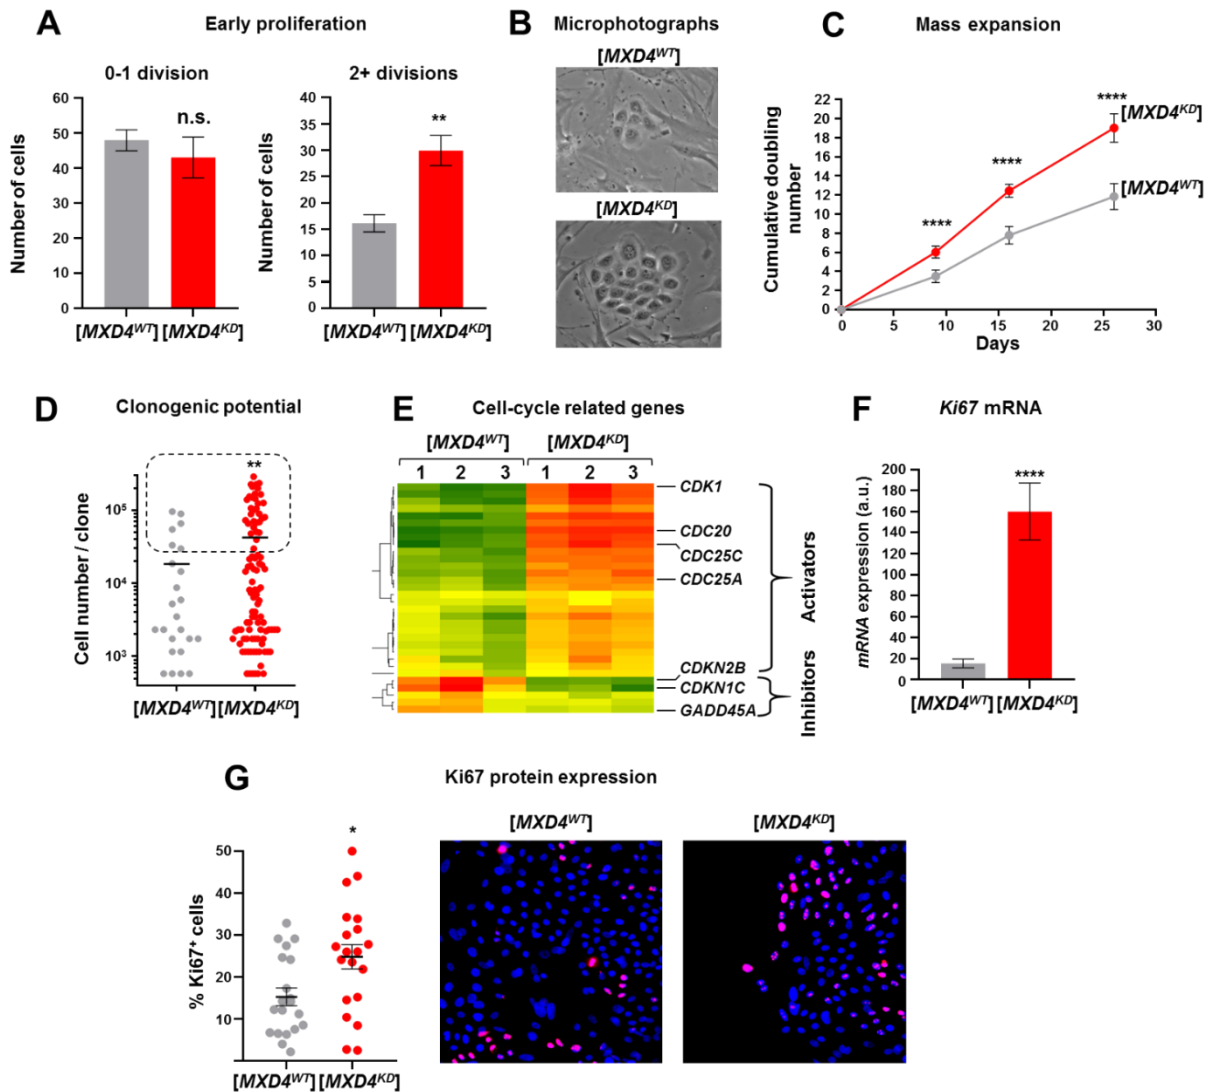 A
Early proliferation
0-1 division
Number of cells
60
50
40
30
20
10
0
n.s.
[MXD4WT] [MXD4KD]
2+ divisions
Number of cells
40
35
30
25
20
15
10
5
0
**
[MXD4WT] [MXD4KD]
B
Microphotographs
[MXD4WT]
[MXD4KD]
C
Mass expansion
Cumulative doubling
number
22
20
18
16
14
12
10
8
6
4
2
0
****
****
****
[MXD4KD]
[MXD4WT]
0 5 10 15 20 25 30
Days
D
Clonogenic potential
Cell number / clone
10^5
10^4
10^3
**
[MXD4WT] [MXD4KD]
E
Cell-cycle related genes
[MXD4WT] [MXD4KD]
1 2 3 1 2 3
CDK1
CDC20
CDC25C
CDC25A
CDKN2B
CDKN1C
GADD45A
Activators
Inhibitors
F
Ki67 mRNA
mRNA expression (a.u.)
200
180
160
140
120
100
80
60
40
20
0
****
[MXD4WT] [MXD4KD]
G
Ki67 protein expression
% Ki67+ cells
50
40
30
20
10
*
[MXD4WT] [MXD4KD]
[MXD4WT]
[MXD4KD]